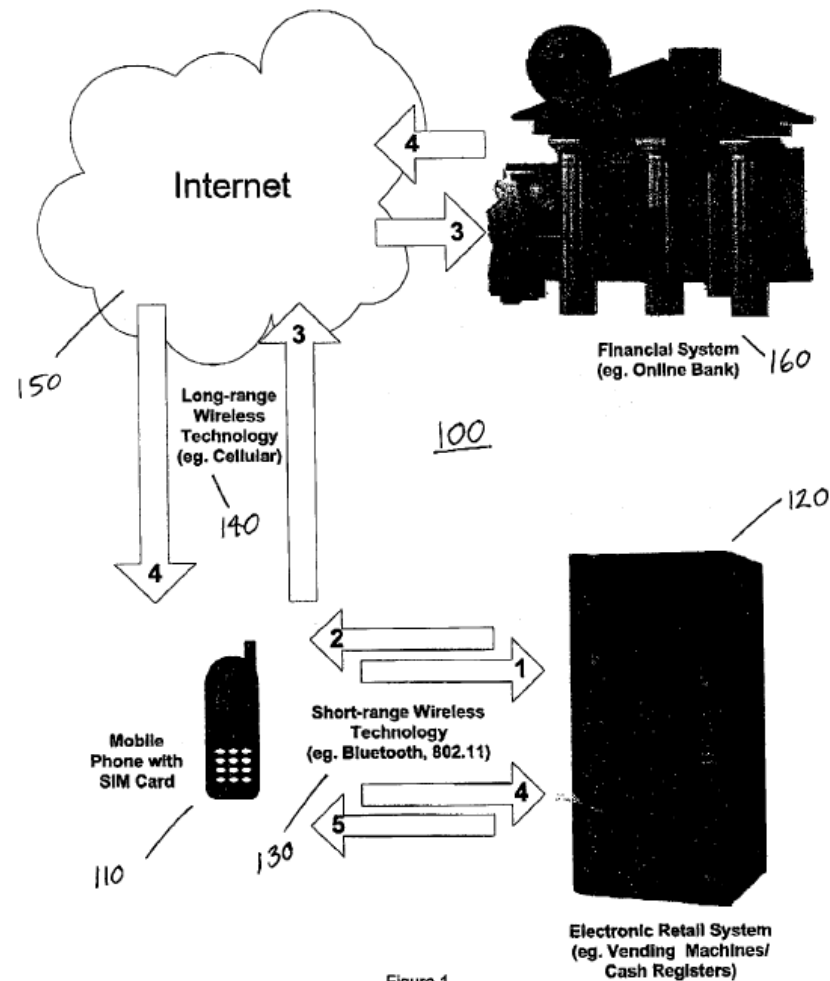 Internet
4
3
Financial System
(eg. Online Bank)
160
150
3
Long-range
Wireless
Technology
(eg. Cellular)
140
100
120
4
2
1
Mobile
Phone with
SIM Card
Short-range Wireless
Technology
(eg. Bluetooth, 802.11)
4
5
110
130
Electronic Retail System
(eg. Vending Machines/
Cash Registers)
Figure 1